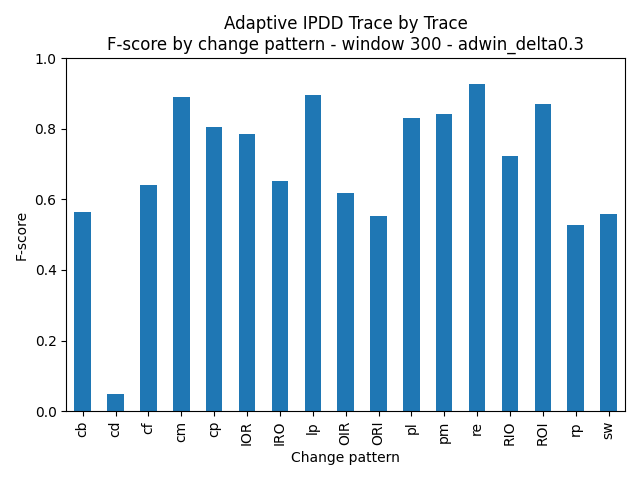 Adaptive IPDD Trace by Trace
F-score by change pattern - window 300 - adwin_delta0.3
1.0
0.8
0.6
0.4
0.2
0.0
F-score
cb
cd
cf
cm
cp
IOR
IRO
lp
OIR
ORI
pl
pm
re
RIO
ROI
rp
sw
Change pattern